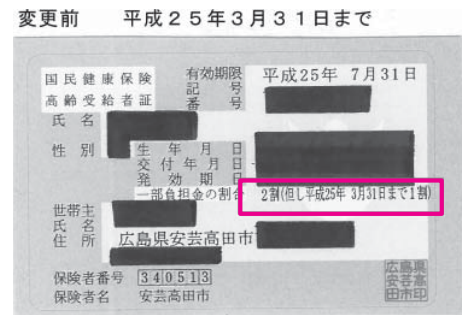 変更前　平成２５年３月３１日まで
国民健康保険
高齢受給者証
有効期限　平成25年 7月31日
記号
番号
氏名
性別
生年月日
交付年月日
発効期日
一部負担金の割合　2割(但し平成25年 3月31日まで1割)
世帯主
氏名
住所　広島県安芸高田市
保険者番号　340513
保険者名　安芸高田市
広島県
安芸高
田市印